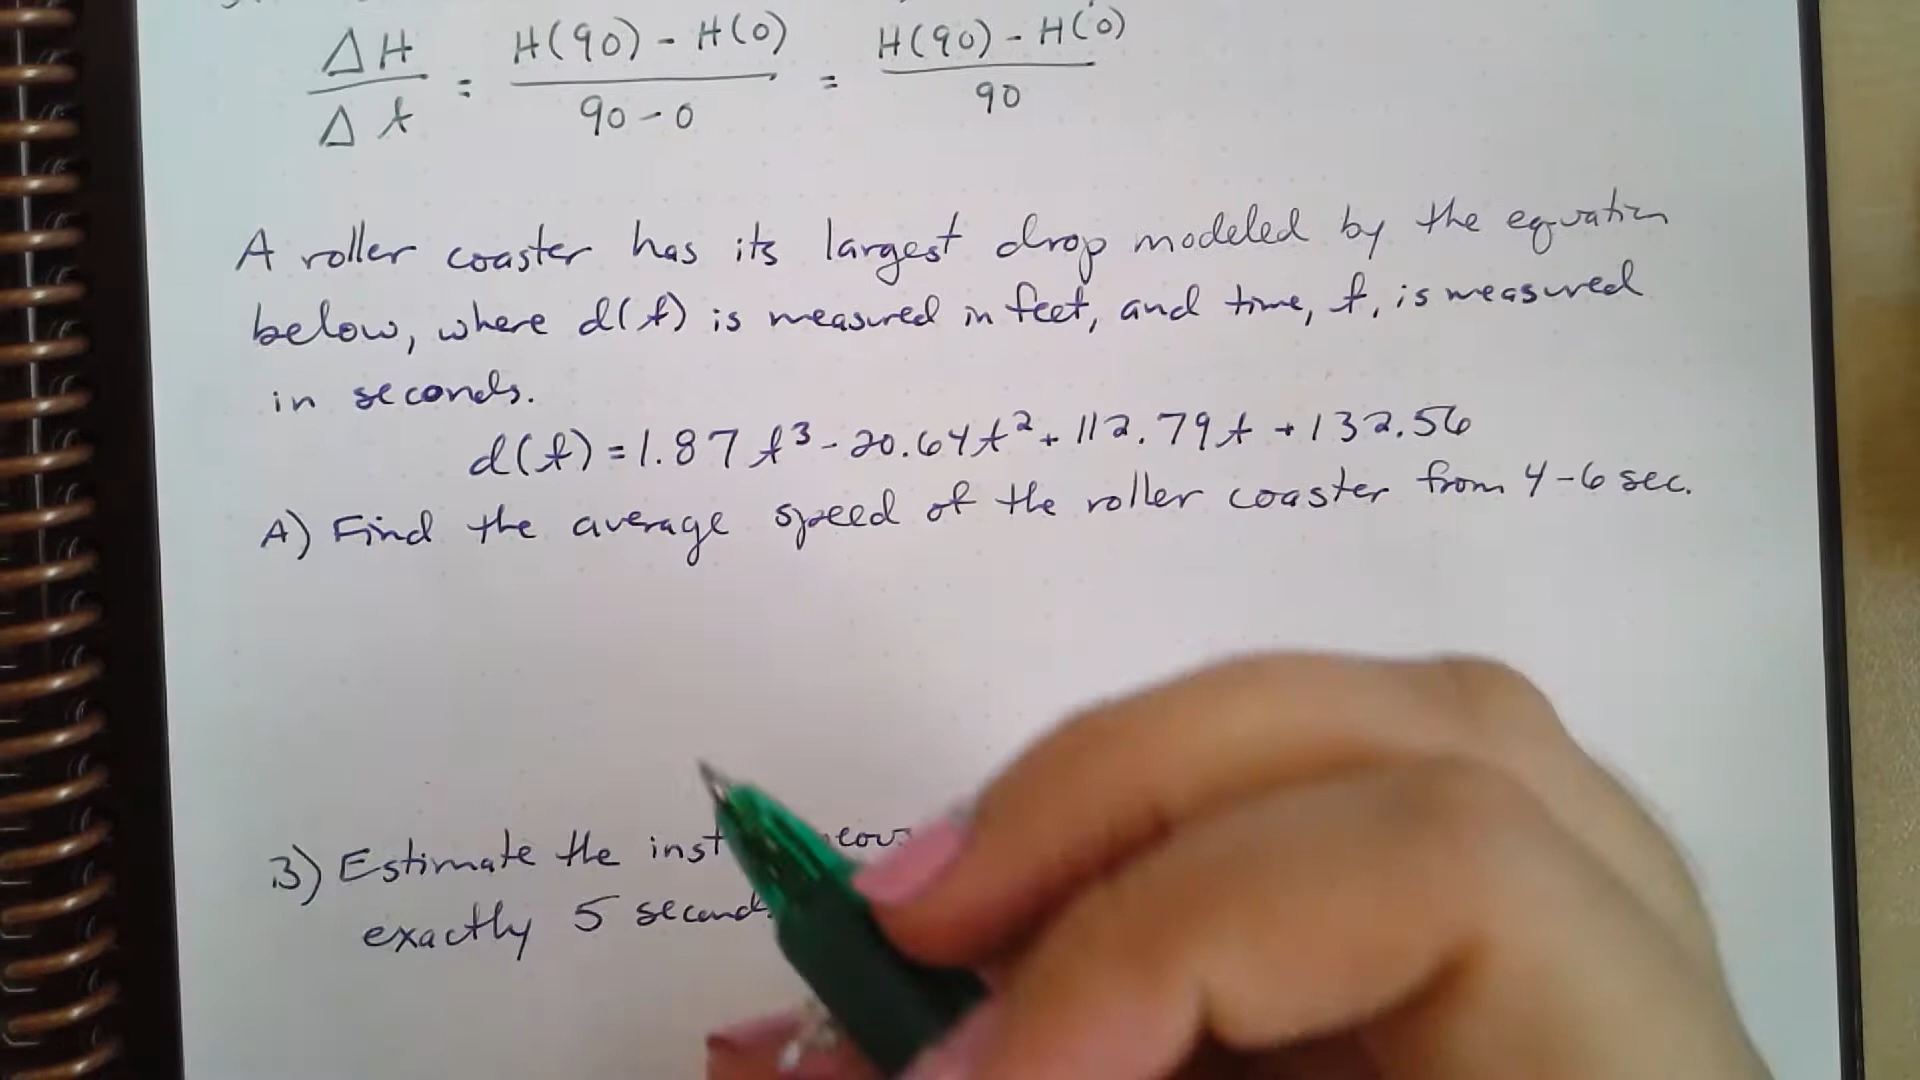 ΔH/Δt = H(90) - H(0)/90 - 0 = H(90) - H(0)/90
A roller coaster has its largest drop modeled by the equation
below, where d(t) is measured in feet, and time, t, is measured
in seconds.
d(t) = 1.87t³ - 20.64t² + 112.79t + 132.56
A) Find the average speed of the roller coaster from 4-6 sec.
B) Estimate the
exactly 5